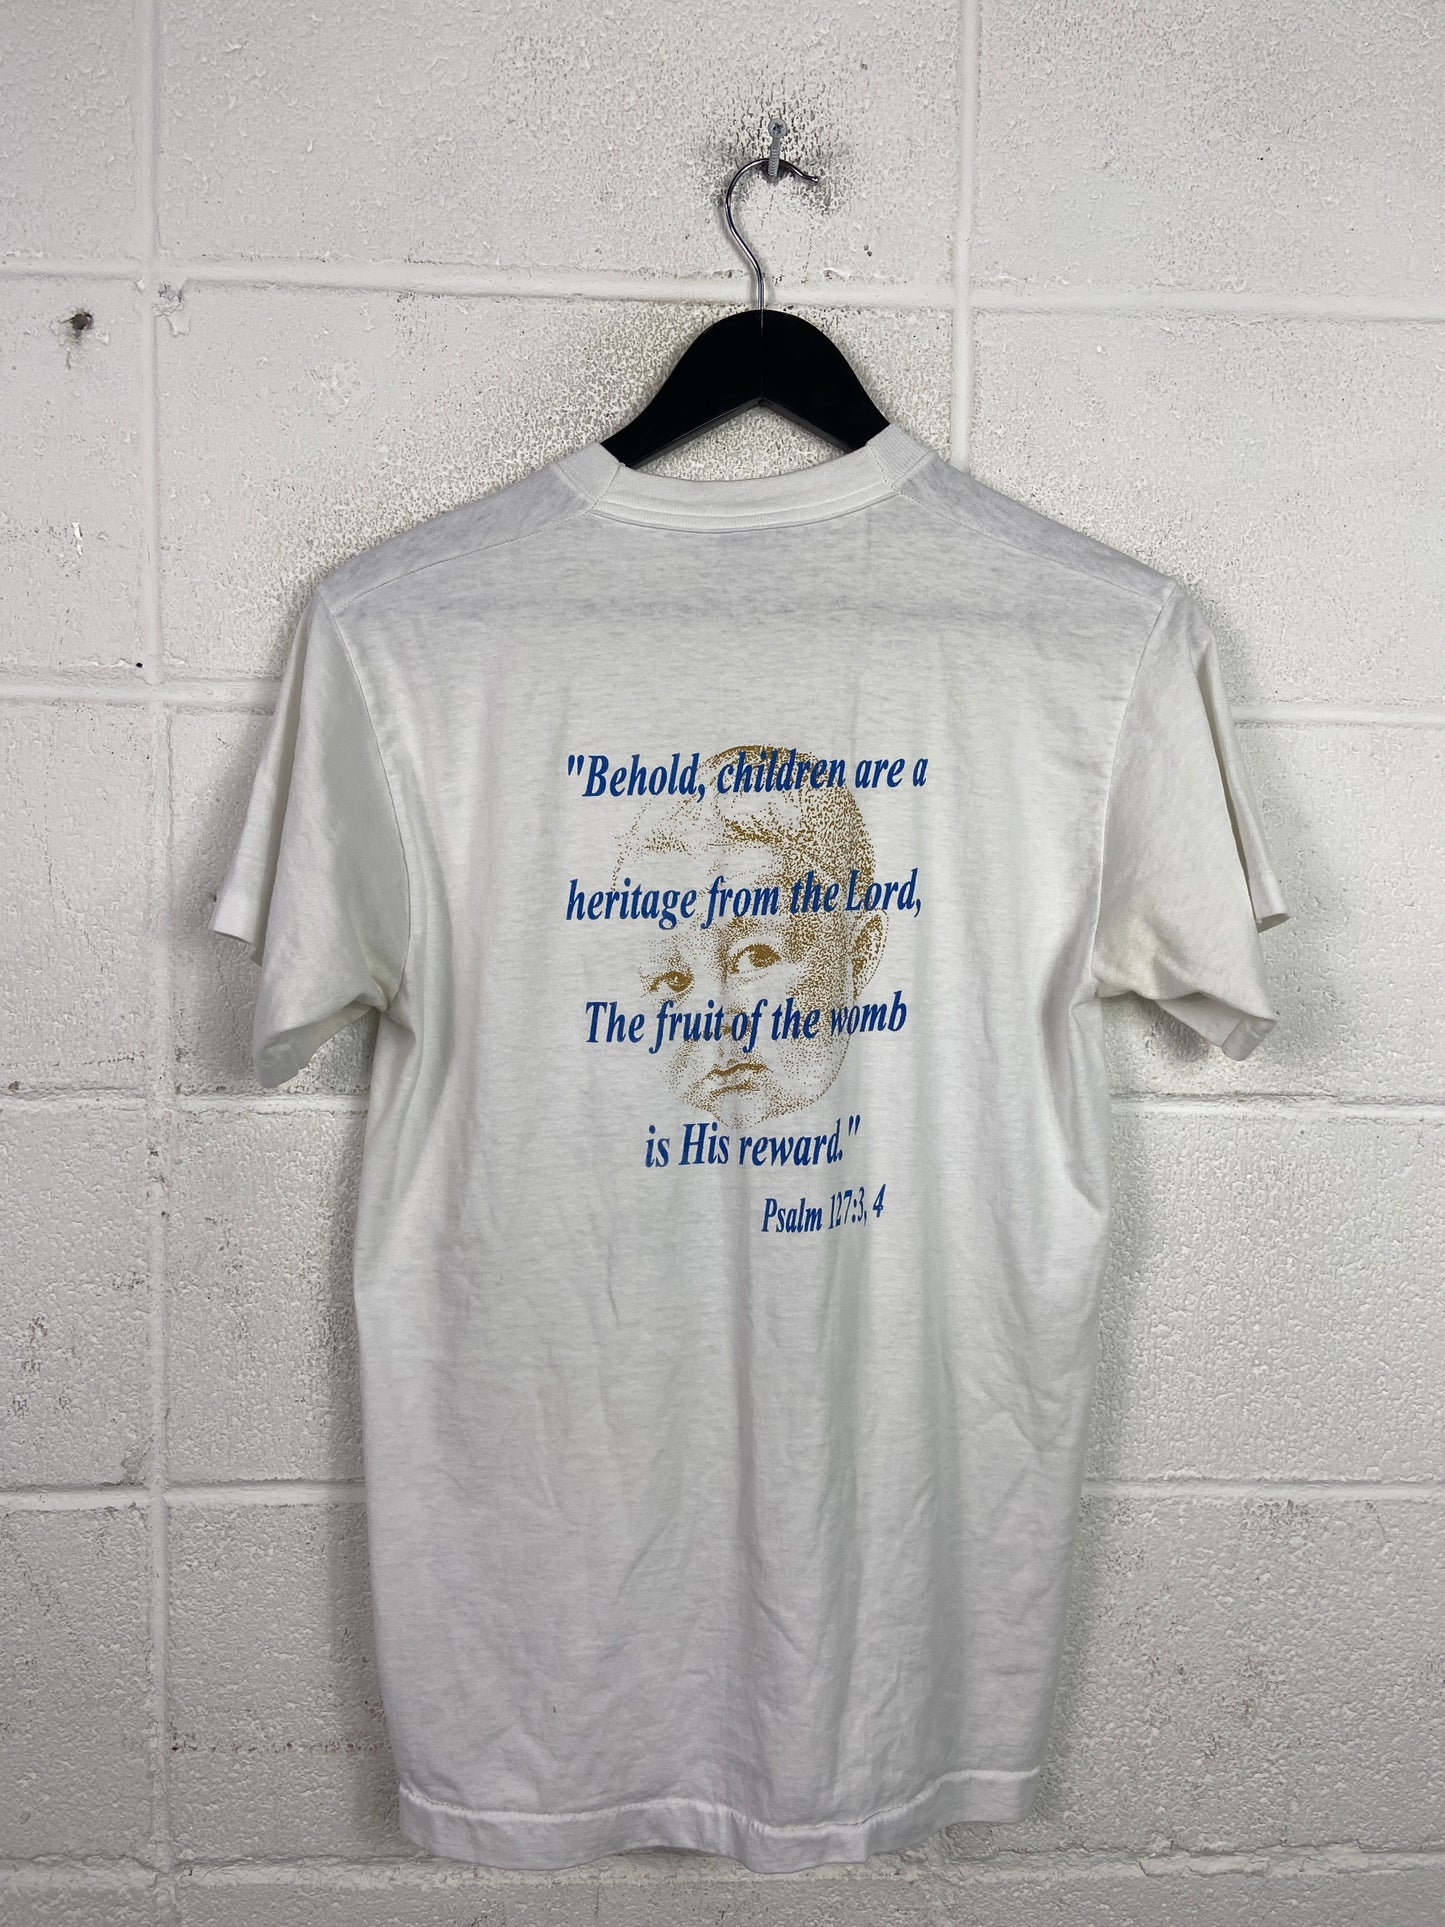 "Behold, children are a
heritage from the Lord,
The fruit of the womb
is His reward."
Psalm 127:3, 4